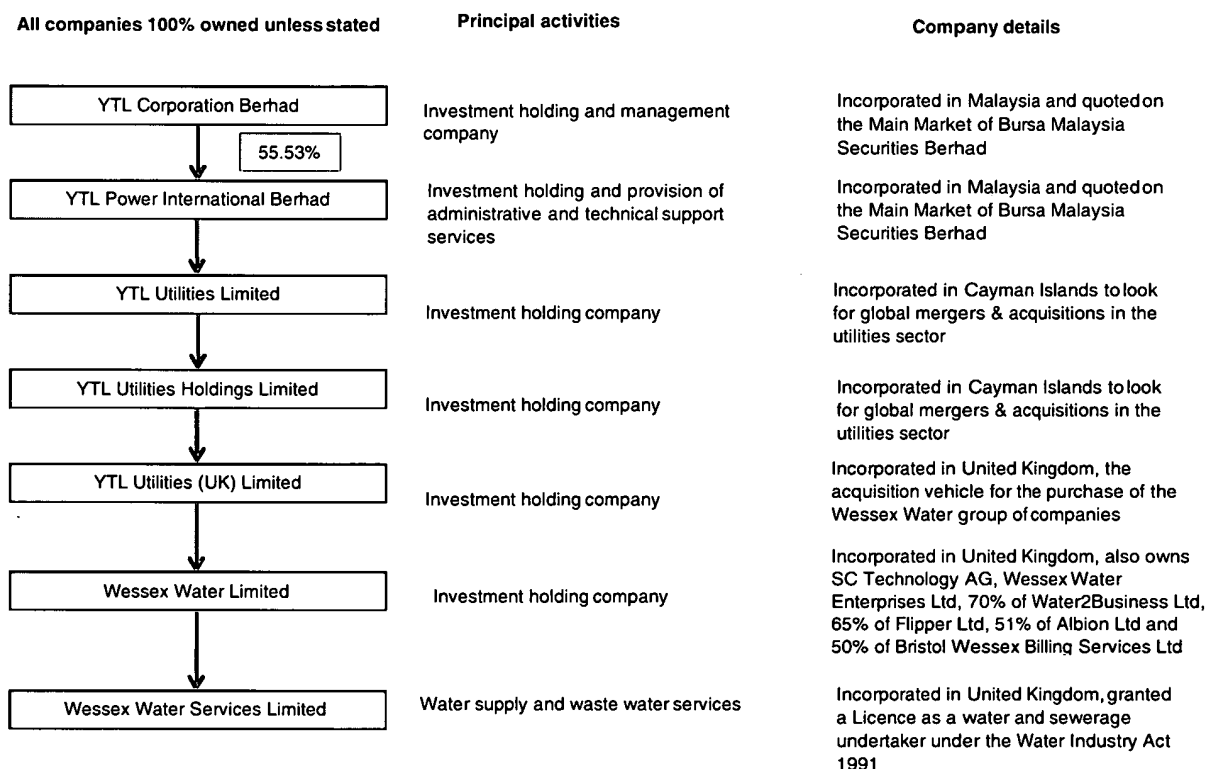 All companies 100% owned unless stated
Principal activities
Company details
YTL Corporation Berhad
Investment holding and management
company
Incorporated in Malaysia and quoted on
the Main Market of Bursa Malaysia
Securities Berhad
55.53%
YTL Power International Berhad
Investment holding and provision of
administrative and technical support
services
Incorporated in Malaysia and quoted on
the Main Market of Bursa Malaysia
Securities Berhad
YTL Utilities Limited
Investment holding company
Incorporated in Cayman Islands to look
for global mergers & acquisitions in the
utilities sector
YTL Utilities Holdings Limited
Investment holding company
Incorporated in Cayman Islands to look
for global mergers & acquisitions in the
utilities sector
YTL Utilities (UK) Limited
Investment holding company
Incorporated in United Kingdom, the
acquisition vehicle for the purchase of the
Wessex Water group of companies
Wessex Water Limited
Investment holding company
Incorporated in United Kingdom, also owns
SC Technology AG, Wessex Water
Enterprises Ltd, 70% of Water2Business Ltd,
65% of Flipper Ltd, 51% of Albion Ltd and
50% of Bristol Wessex Billing Services Ltd
Wessex Water Services Limited
Water supply and waste water services
Incorporated in United Kingdom, granted
a Licence as a water and sewerage
undertaker under the Water Industry Act
1991